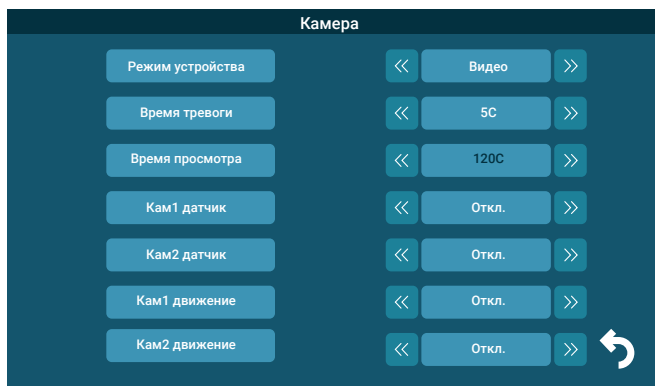 Камера
Режим устройства Видео
Время тревоги 5С
Время просмотра 120С
Кам1 датчик Откл.
Кам2 датчик Откл.
Кам1 движение Откл.
Кам2 движение Откл.